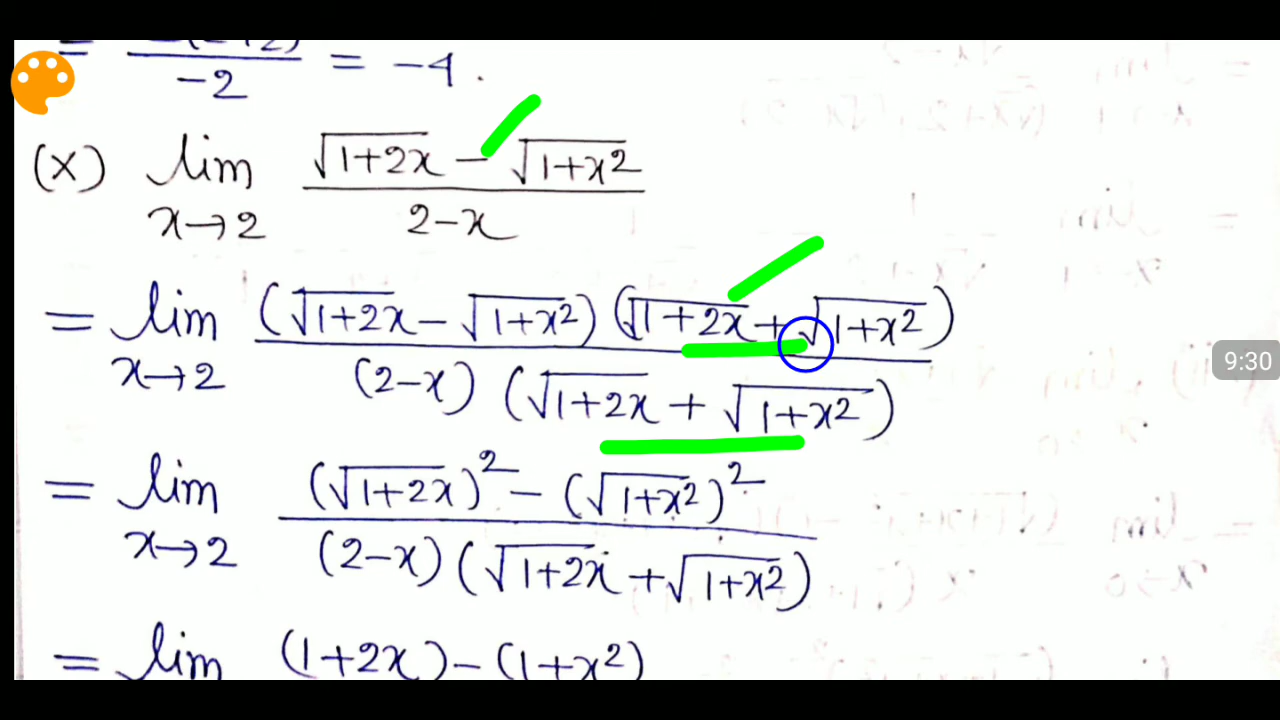 = / -2 = -4.
(x) lim x→2 (√(1+2x) - √(1+x²)) / (2-x)
= lim x→2 (√(1+2x) - √(1+x²)) (√(1+2x) + √(1+x²)) / (2-x) (√(1+2x) + √(1+x²))
= lim x→2 (√(1+2x))² - (√(1+x²))² / (2-x) (√(1+2x) + √(1+x²))
= lim (1+2x) - (1+x²)
9:30